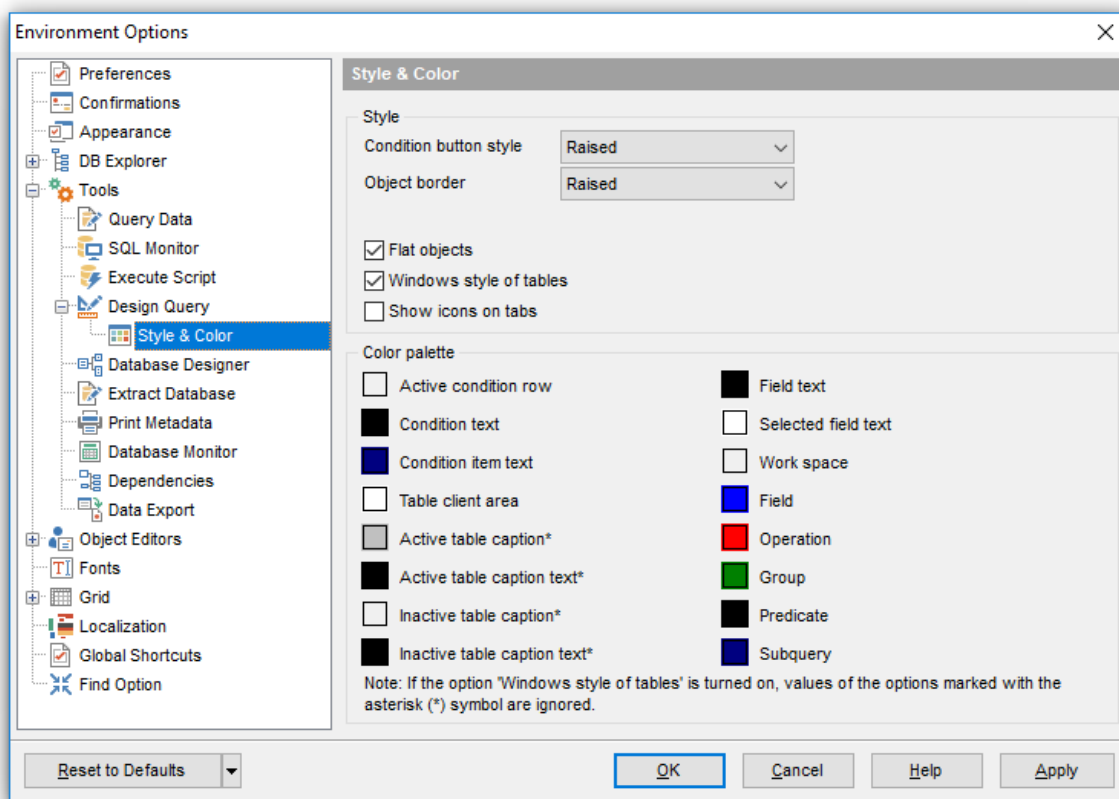 Environment Options
Preferences
Confirmations
Appearance
DB Explorer
Tools
Query Data
SQL Monitor
Execute Script
Design Query
Style & Color
Database Designer
Extract Database
Print Metadata
Database Monitor
Dependencies
Data Export
Object Editors
Fonts
Grid
Localization
Global Shortcuts
Find Option
Style & Color
Style
Condition button style Raised
Object border Raised
Flat objects
Windows style of tables
Show icons on tabs
Color palette
Active condition row Field text
Condition text Selected field text
Condition item text Work space
Table client area Field
Active table caption* Operation
Active table caption text* Group
Inactive table caption* Predicate
Inactive table caption text* Subquery
Note: If the option 'Windows style of tables' is turned on, values of the options marked with the
asterisk (*) symbol are ignored.
Reset to Defaults OK Cancel Help Apply